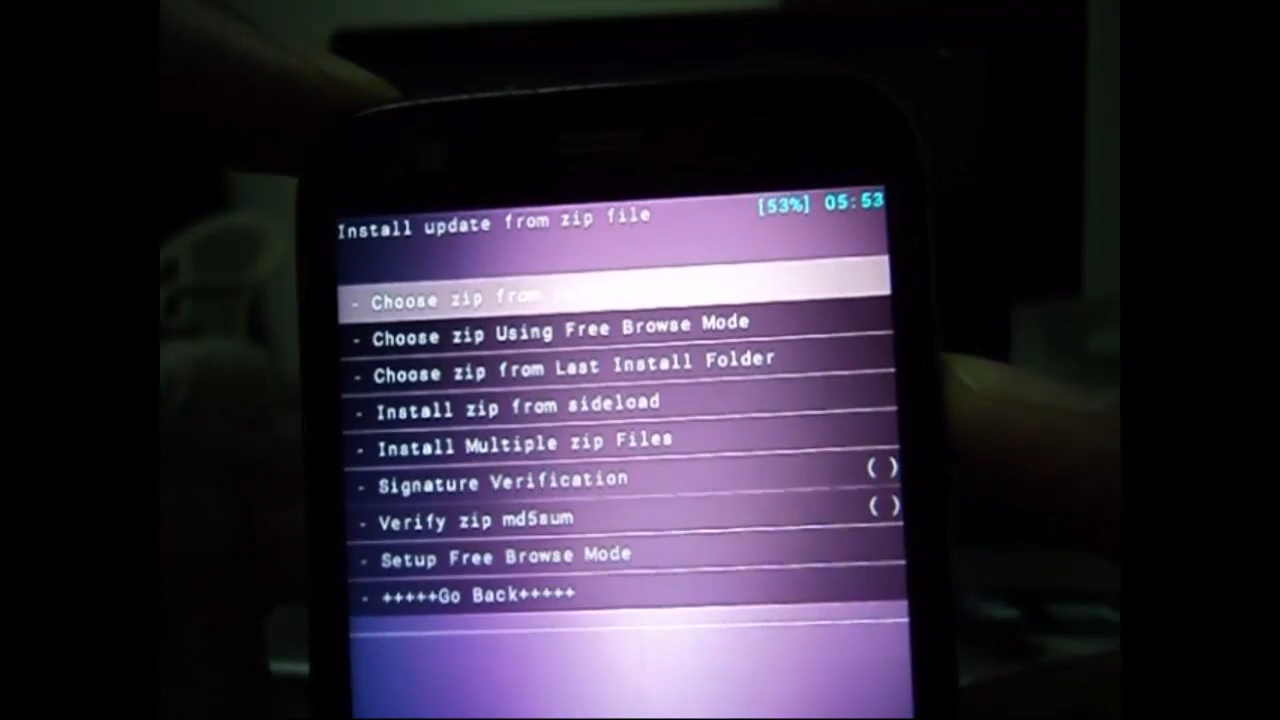 Install update from zip file
[53%] 05:53
- Choose zip from
- Choose zip Using Free Browse Mode
- Choose zip from Last Install Folder
- Install zip from sideload
- Install Multiple zip Files
- Signature Verification ( )
- Verify zip md5sum ( )
- Setup Free Browse Mode
- +++++Go Back+++++